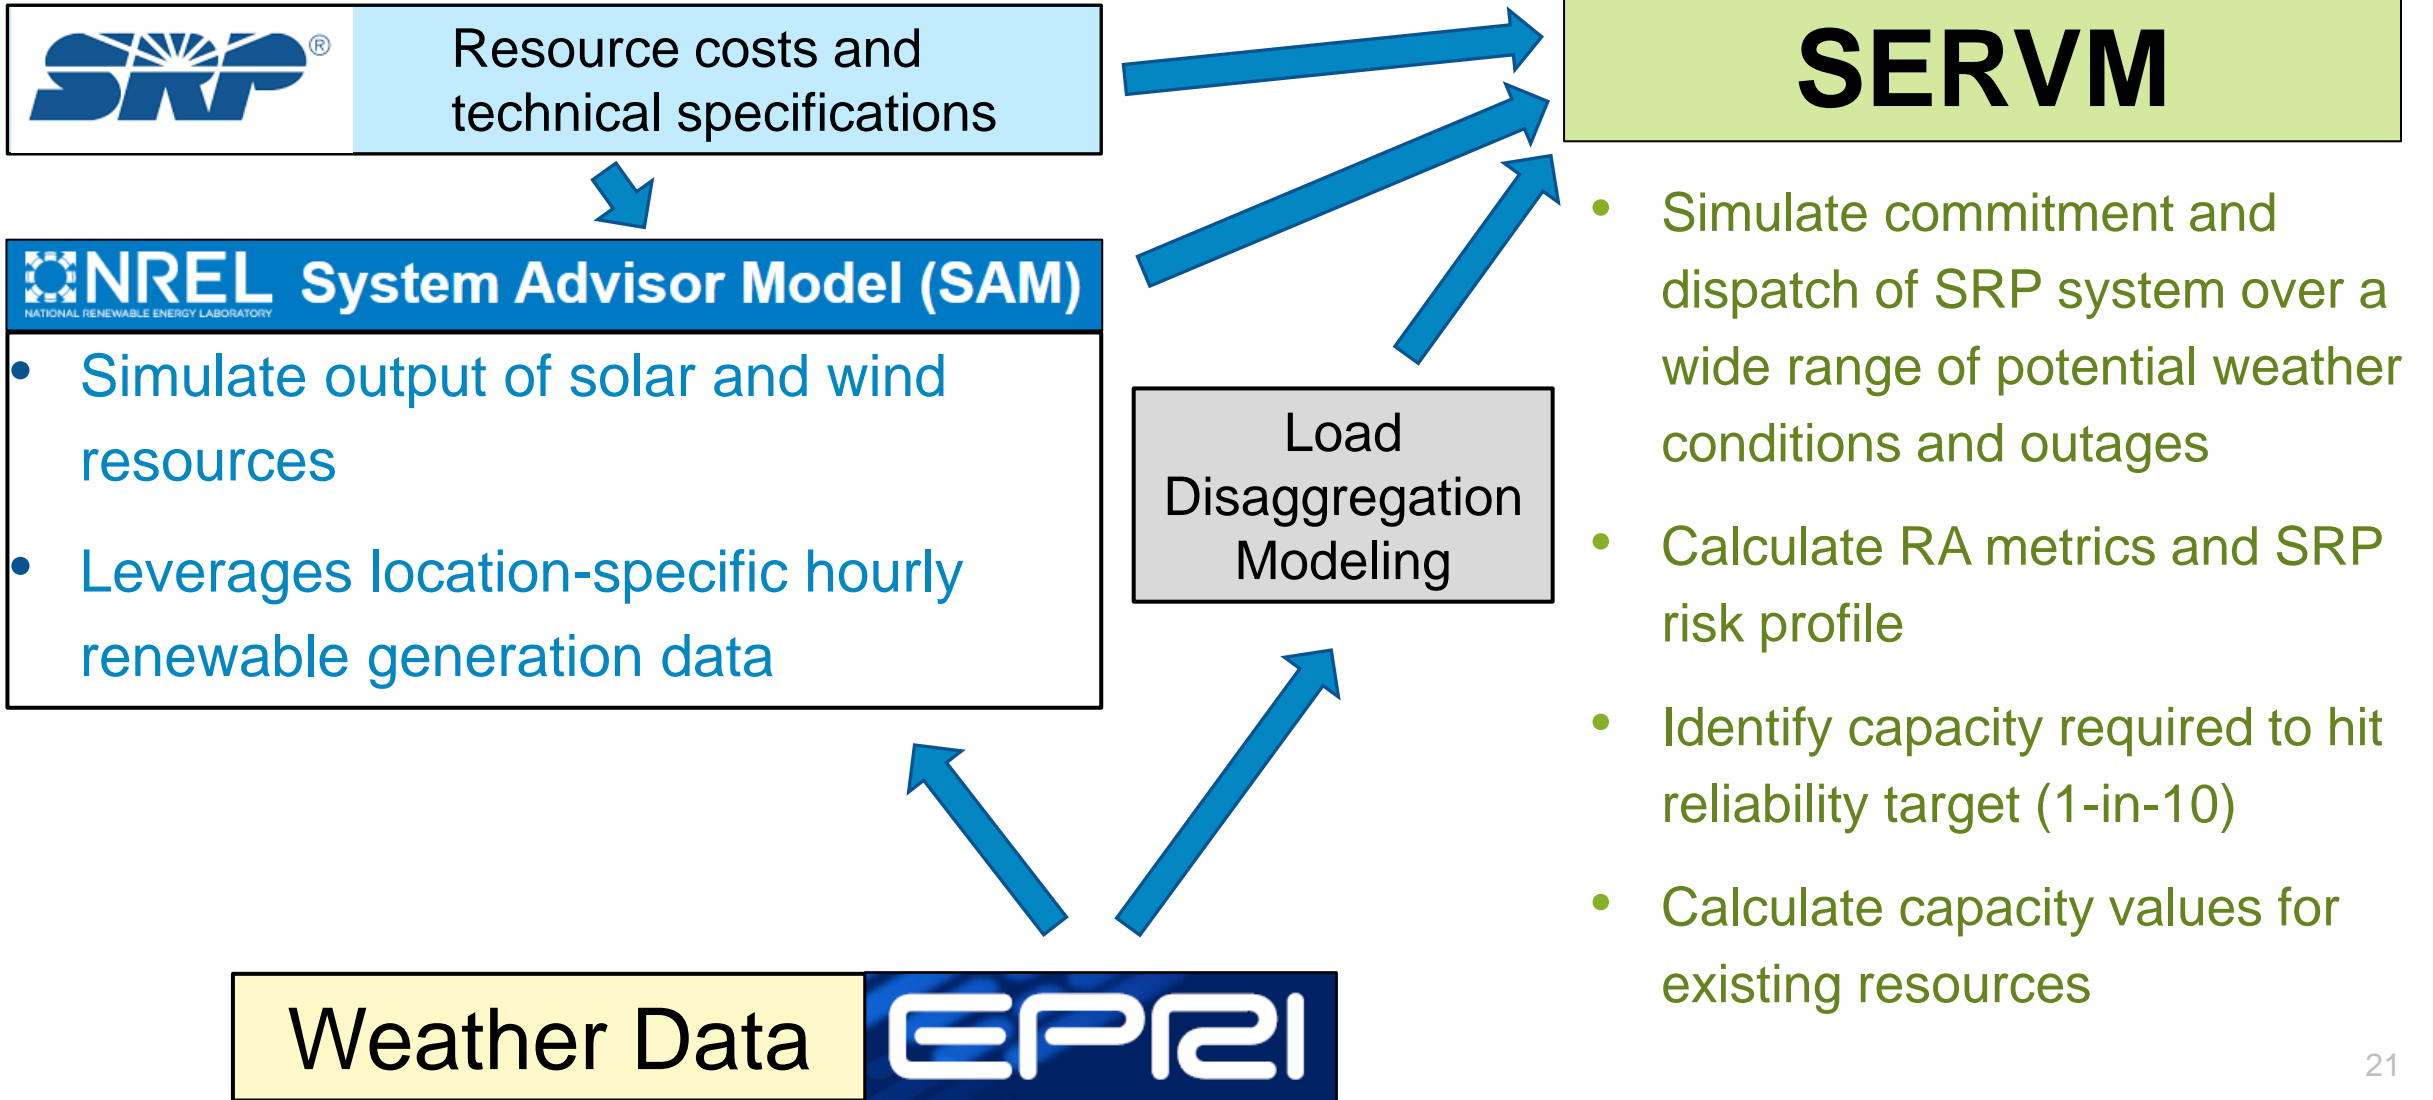 SRP®
Resource costs and
technical specifications
SERVM
NREL
NATIONAL RENEWABLE ENERGY LABORATORY
System Advisor Model (SAM)
• Simulate output of solar and wind
resources
• Leverages location-specific hourly
renewable generation data
Load
Disaggregation
Modeling
• Simulate commitment and
dispatch of SRP system over a
wide range of potential weather
conditions and outages
• Calculate RA metrics and SRP
risk profile
• Identify capacity required to hit
reliability target (1-in-10)
• Calculate capacity values for
existing resources
Weather Data
EPRI
21